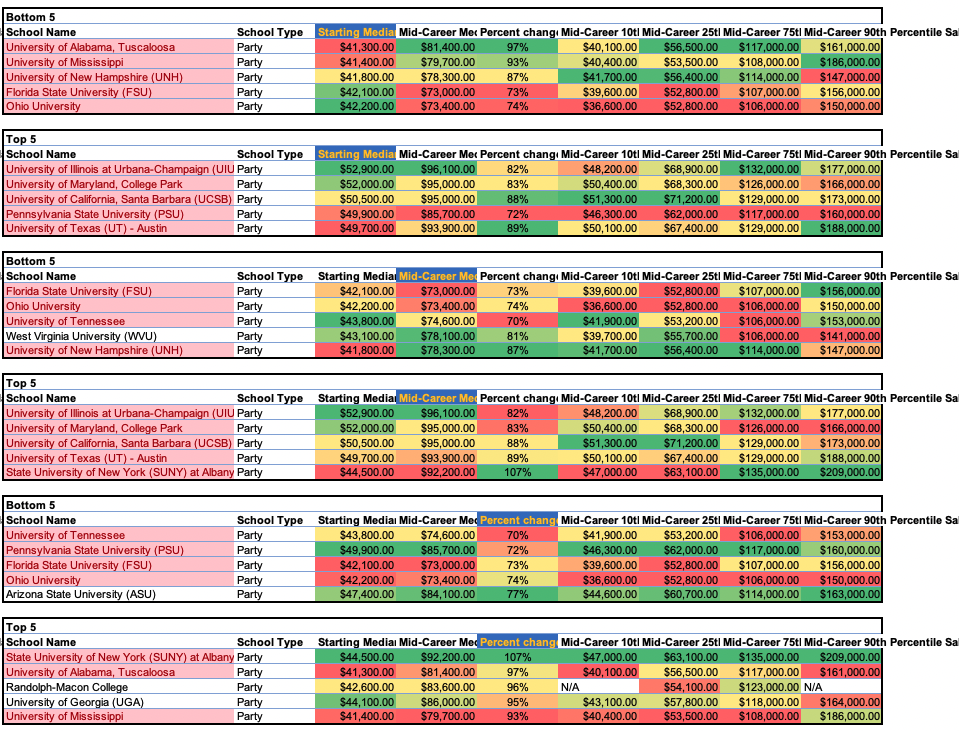 Bottom 5
School Name School Type Starting Media Mid-Career Med Percent chang Mid-Career 10th Mid-Career 25th Mid-Career 75th Mid-Career 90th Percentile Sal
University of Alabama, Tuscaloosa Party $41,300.00 $81,400.00 97% $40,100.00 $56,500.00 $117,000.00 $161,000.00
University of Mississippi Party $41,400.00 $79,700.00 93% $40,400.00 $53,500.00 $108,000.00 $186,000.00
University of New Hampshire (UNH) Party $41,800.00 $78,300.00 87% $41,700.00 $56,400.00 $114,000.00 $147,000.00
Florida State University (FSU) Party $42,100.00 $73,000.00 73% $39,600.00 $52,800.00 $107,000.00 $156,000.00
Ohio University Party $42,200.00 $73,400.00 74% $36,600.00 $52,800.00 $106,000.00 $150,000.00
Top 5
School Name School Type Starting Media Mid-Career Med Percent chang Mid-Career 10th Mid-Career 25th Mid-Career 75th Mid-Career 90th Percentile Sal
University of Illinois at Urbana-Champaign (UIU Party $52,900.00 $96,100.00 82% $48,200.00 $68,900.00 $132,000.00 $177,000.00
University of Maryland, College Park Party $52,000.00 $95,000.00 83% $50,400.00 $68,300.00 $126,000.00 $166,000.00
University of California, Santa Barbara (UCSB) Party $50,500.00 $95,000.00 88% $51,300.00 $71,200.00 $129,000.00 $173,000.00
Pennsylvania State University (PSU) Party $49,900.00 $85,700.00 72% $46,300.00 $62,000.00 $117,000.00 $160,000.00
University of Texas (UT) - Austin Party $49,700.00 $93,900.00 89% $50,100.00 $67,400.00 $129,000.00 $188,000.00
Bottom 5
School Name School Type Starting Median Mid-Career Med Percent chang Mid-Career 10th Mid-Career 25th Mid-Career 75th Mid-Career 90th Percentile Sal
Florida State University (FSU) Party $42,100.00 $73,000.00 73% $39,600.00 $52,800.00 $107,000.00 $156,000.00
Ohio University Party $42,200.00 $73,400.00 74% $36,600.00 $52,800.00 $106,000.00 $150,000.00
University of Tennessee Party $43,800.00 $74,600.00 70% $41,900.00 $53,200.00 $106,000.00 $153,000.00
West Virginia University (WVU) Party $43,100.00 $78,100.00 81% $39,700.00 $55,700.00 $106,000.00 $141,000.00
University of New Hampshire (UNH) Party $41,800.00 $78,300.00 87% $41,700.00 $56,400.00 $114,000.00 $147,000.00
Top 5
School Name School Type Starting Median Mid-Career Med Percent chang Mid-Career 10th Mid-Career 25th Mid-Career 75th Mid-Career 90th Percentile Sal
University of Illinois at Urbana-Champaign (UIU Party $52,900.00 $96,100.00 82% $48,200.00 $68,900.00 $132,000.00 $177,000.00
University of Maryland, College Park Party $52,000.00 $95,000.00 83% $50,400.00 $68,300.00 $126,000.00 $166,000.00
University of California, Santa Barbara (UCSB) Party $50,500.00 $95,000.00 88% $51,300.00 $71,200.00 $129,000.00 $173,000.00
University of Texas (UT) - Austin Party $49,700.00 $93,900.00 89% $50,100.00 $67,400.00 $129,000.00 $188,000.00
State University of New York (SUNY) at Albany Party $44,500.00 $92,200.00 107% $47,000.00 $63,100.00 $135,000.00 $209,000.00
Bottom 5
School Name School Type Starting Median Mid-Career Med Percent chang Mid-Career 10th Mid-Career 25th Mid-Career 75th Mid-Career 90th Percentile Sal
University of Tennessee Party $43,800.00 $74,600.00 70% $41,900.00 $53,200.00 $106,000.00 $153,000.00
Pennsylvania State University (PSU) Party $49,900.00 $85,700.00 72% $46,300.00 $62,000.00 $117,000.00 $160,000.00
Florida State University (FSU) Party $42,100.00 $73,000.00 73% $39,600.00 $52,800.00 $107,000.00 $156,000.00
Ohio University Party $42,200.00 $73,400.00 74% $36,600.00 $52,800.00 $106,000.00 $150,000.00
Arizona State University (ASU) Party $47,400.00 $84,100.00 77% $44,600.00 $60,700.00 $114,000.00 $163,000.00
Top 5
School Name School Type Starting Median Mid-Career Med Percent chang Mid-Career 10th Mid-Career 25th Mid-Career 75th Mid-Career 90th Percentile Sal
State University of New York (SUNY) at Albany Party $44,500.00 $92,200.00 107% $47,000.00 $63,100.00 $135,000.00 $209,000.00
University of Alabama, Tuscaloosa Party $41,300.00 $81,400.00 97% $40,100.00 $56,500.00 $117,000.00 $161,000.00
Randolph-Macon College Party $42,600.00 $83,600.00 96% N/A $54,100.00 $123,000.00 N/A
University of Georgia (UGA) Party $44,100.00 $86,000.00 95% $43,100.00 $57,800.00 $118,000.00 $164,000.00
University of Mississippi Party $41,400.00 $79,700.00 93% $40,400.00 $53,500.00 $108,000.00 $186,000.00